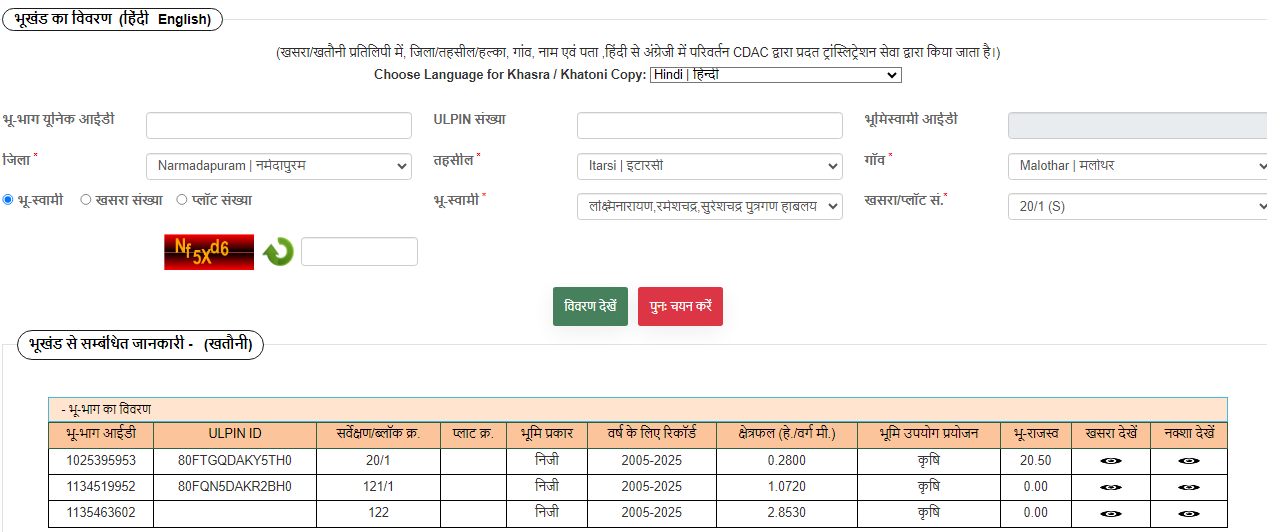 भूखंड का विवरण (हिंदी English)
(खसरा/खतौनी प्रतिलिपी में, जिला/तहसील/हल्का, गांव, नाम एवं पता ,हिंदी से अंग्रेजी में परिवर्तन CDAC द्वारा प्रदत ट्रांस्लिट्रेशन सेवा द्वारा किया जाता है।)
Choose Language for Khasra / Khatoni Copy: Hindi | हिन्दी
भू-भाग यूनिक आईडी ULPIN संख्या भूमिस्वामी आईडी
जिला * Narmadapuram | नर्मदापुरम तहसील * Itarsi | इटारसी गाँव * Malothar | मलोथर
भू-स्वामी खसरा संख्या प्लॉट संख्या भू-स्वामी * लक्ष्मिनारायण,रमेशचद्र,सुरेशचद्र पुत्रगण हाबलय खसरा/प्लॉट सं.* 20/1 (S)
Nf5Xd6
विवरण देखें पुनः चयन करें
भूखंड से सम्बंधित जानकारी - (खतौनी)
- भू-भाग का विवरण
भू-भाग आईडी ULPIN ID सर्वेक्षण/ब्लॉक क्र. प्लाट क्र. भूमि प्रकार वर्ष के लिए रिकॉर्ड क्षेत्रफल (हे./वर्ग मी.) भूमि उपयोग प्रयोजन भू-राजस्व खसरा देखें नक्शा देखें
1025395953 80FTGQDAKY5TH0 20/1 निजी 2005-2025 0.2800 कृषि 20.50
1134519952 80FQN5DAKR2BH0 121/1 निजी 2005-2025 1.0720 कृषि 0.00
1135463602 122 निजी 2005-2025 2.8530 कृषि 0.00